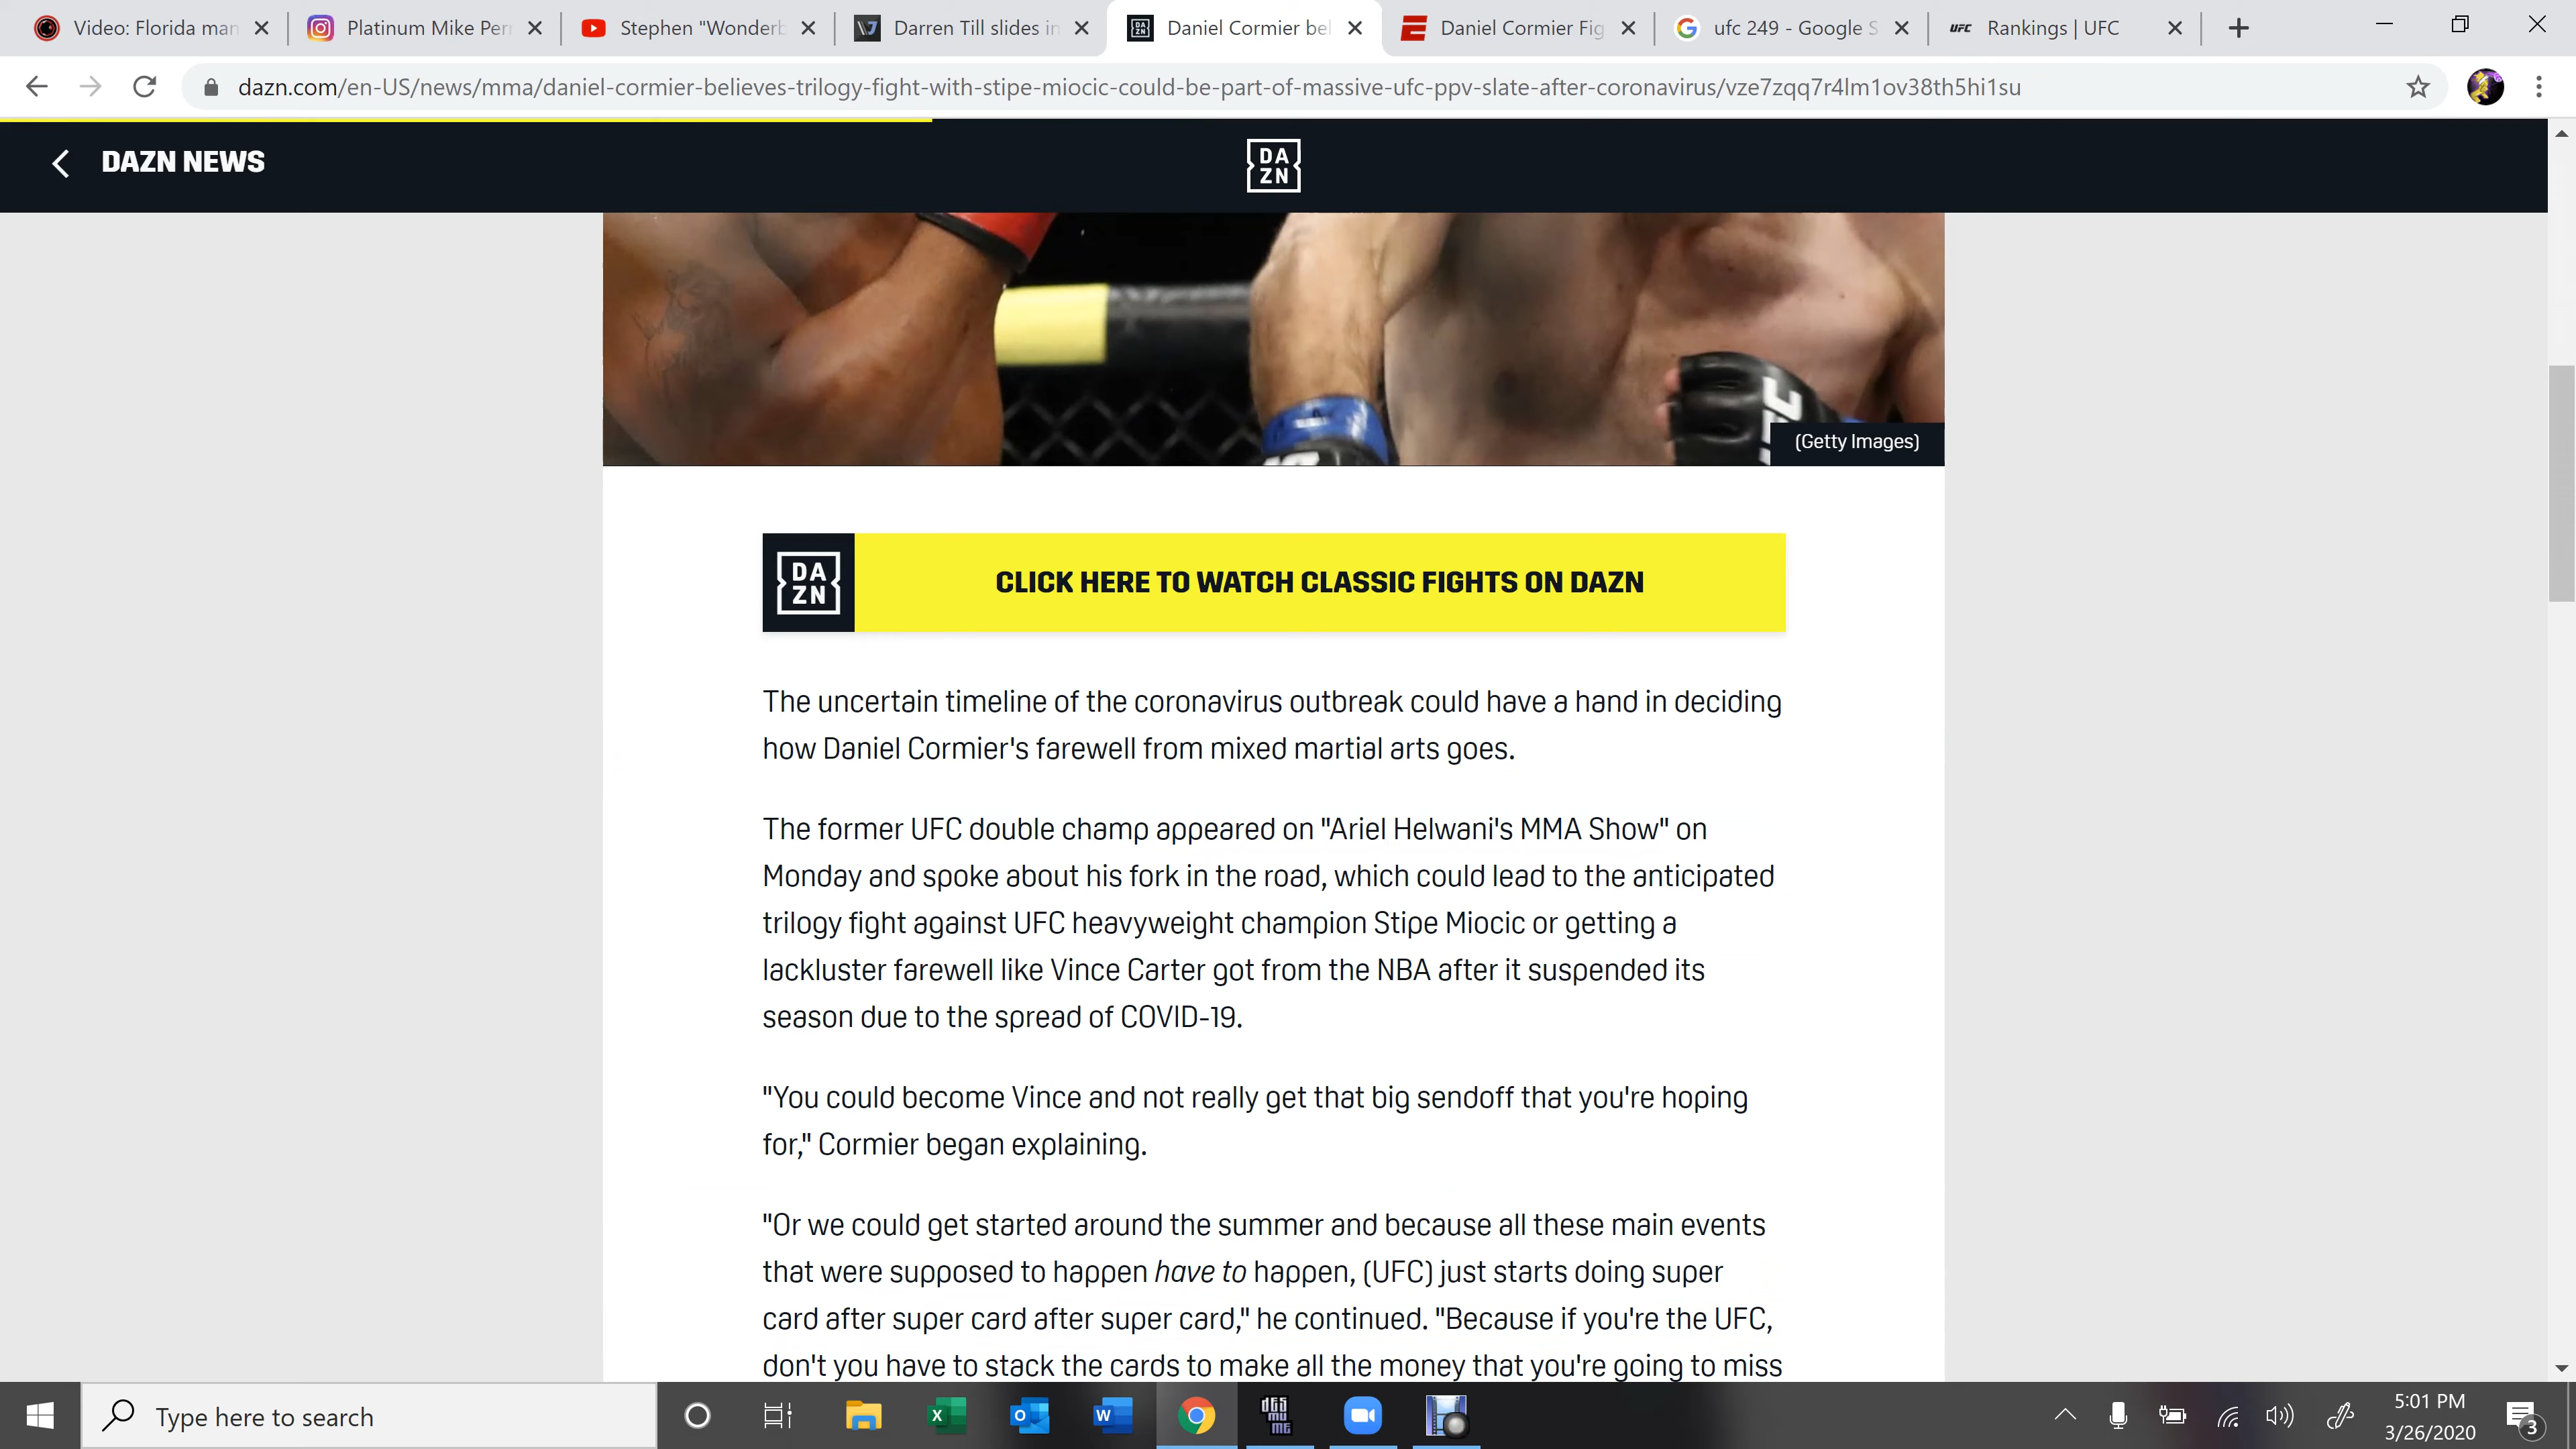 Video: Florida man
Platinum Mike Per
Stephen "Wonderb
Darren Till slides in
DA
ZN
Daniel Cormier bel
Daniel Cormier Fig
ufc 249 - Google S
UFC
Rankings | UFC
dazn.com/en-US/news/mma/daniel-cormier-believes-trilogy-fight-with-stipe-miocic-could-be-part-of-massive-ufc-ppv-slate-after-coronavirus/vze7zqq7r4lm1ov38th5hi1su
DAZN NEWS
DA
ZN
(Getty Images)
DA
ZN
CLICK HERE TO WATCH CLASSIC FIGHTS ON DAZN
The uncertain timeline of the coronavirus outbreak could have a hand in deciding
how Daniel Cormier's farewell from mixed martial arts goes.
The former UFC double champ appeared on "Ariel Helwani's MMA Show" on
Monday and spoke about his fork in the road, which could lead to the anticipated
trilogy fight against UFC heavyweight champion Stipe Miocic or getting a
lackluster farewell like Vince Carter got from the NBA after it suspended its
season due to the spread of COVID-19.
"You could become Vince and not really get that big sendoff that you're hoping
for," Cormier began explaining.
"Or we could get started around the summer and because all these main events
that were supposed to happen have to happen, (UFC) just starts doing super
card after super card after super card," he continued. "Because if you're the UFC,
don't you have to stack the cards to make all the money that you're going to miss
Type here to search
5:01 PM
3/26/2020
3